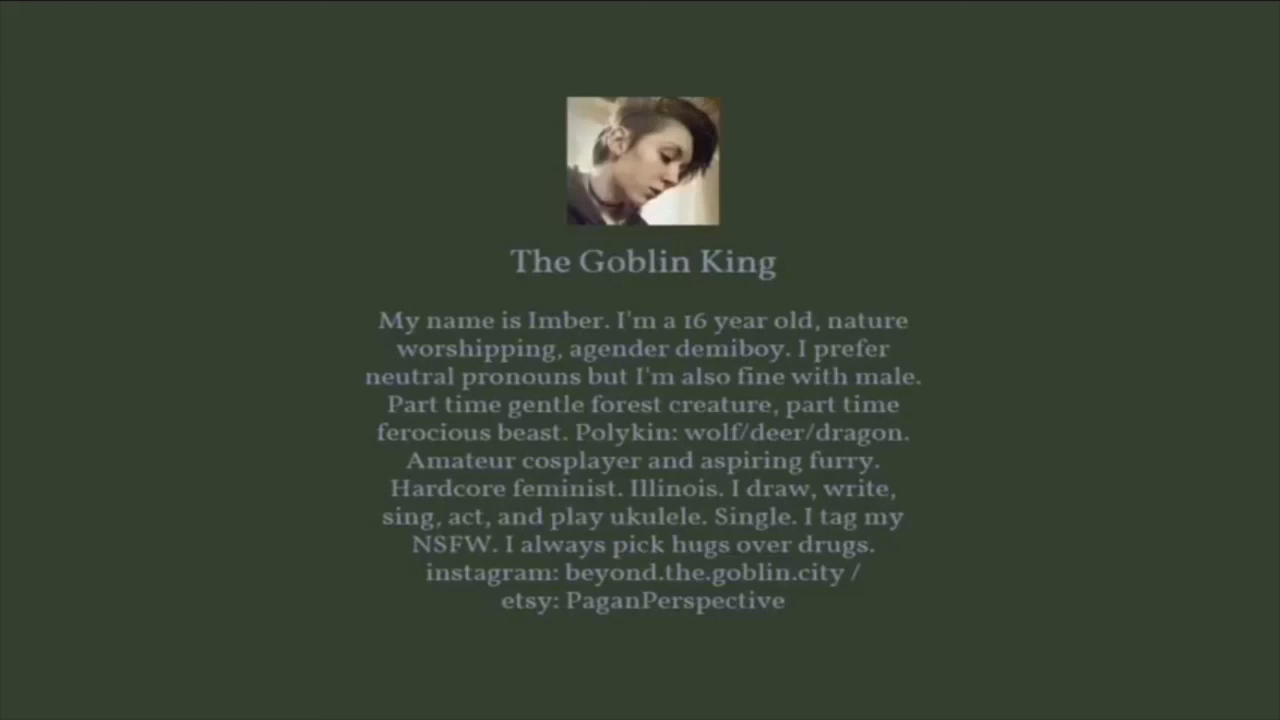 The Goblin King
My name is Imber. I'm a 16 year old, nature
worshipping, agender demiboy. I prefer
neutral pronouns but I'm also fine with male.
Part time gentle forest creature, part time
ferocious beast. Polykin: wolf/deer/dragon.
Amateur cosplayer and aspiring furry.
Hardcore feminist. Illinois. I draw, write,
sing, act, and play ukulele. Single. I tag my
NSFW. I always pick hugs over drugs.
instagram: beyond.the.goblin.city /
etsy: PaganPerspective